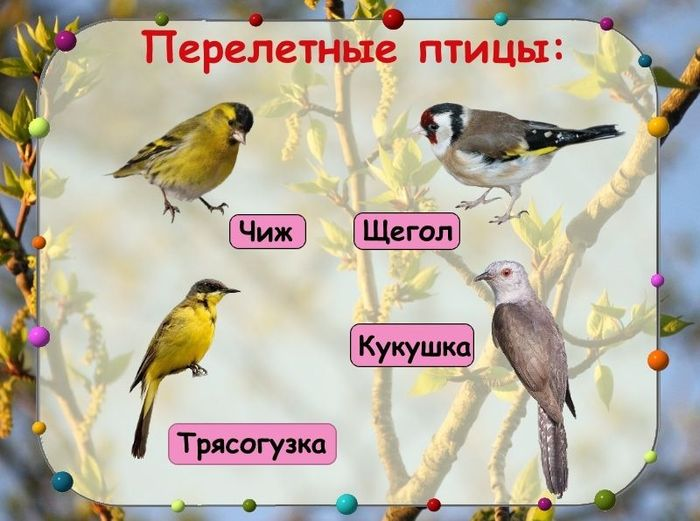 Перелетные птицы:
Чиж
Щегол
Кукушка
Трясогузка